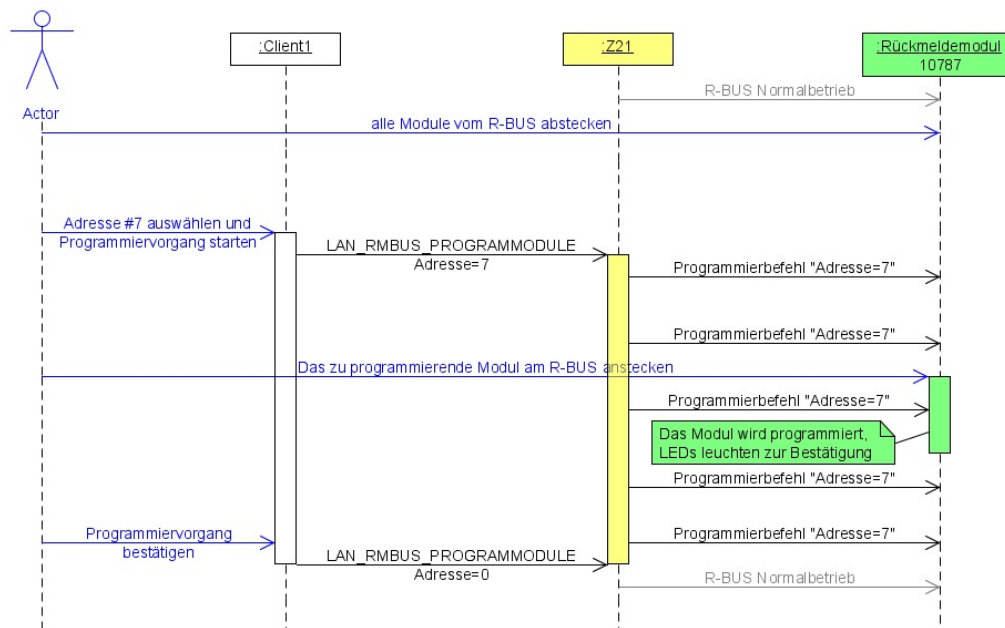 :Client1
:Z21
:Rückmeldemodul
10787
Actor
R-BUS Normalbetrieb
alle Module vom R-BUS abstecken
Adresse #7 auswählen und
Programmiervorgang starten
LAN_RMBUS_PROGRAMMODULE
Adresse=7
Programmierbefehl "Adresse=7"
Programmierbefehl "Adresse=7"
Das zu programmierende Modul am R-BUS anstecken
Programmierbefehl "Adresse=7"
Das Modul wird programmiert,
LEDs leuchten zur Bestätigung
Programmierbefehl "Adresse=7"
Programmiervorgang
bestätigen
Programmierbefehl "Adresse=7"
LAN_RMBUS_PROGRAMMODULE
Adresse=0
R-BUS Normalbetrieb